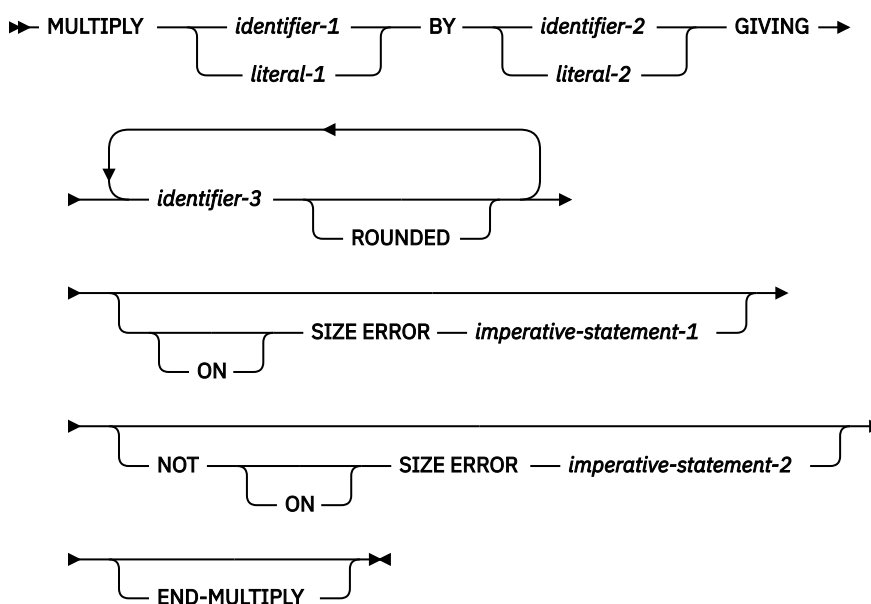 MULTIPLY identifier-1 BY identifier-2 GIVING
literal-1 literal-2
identifier-3
ROUNDED
SIZE ERROR imperative-statement-1
ON
NOT SIZE ERROR imperative-statement-2
ON
END-MULTIPLY